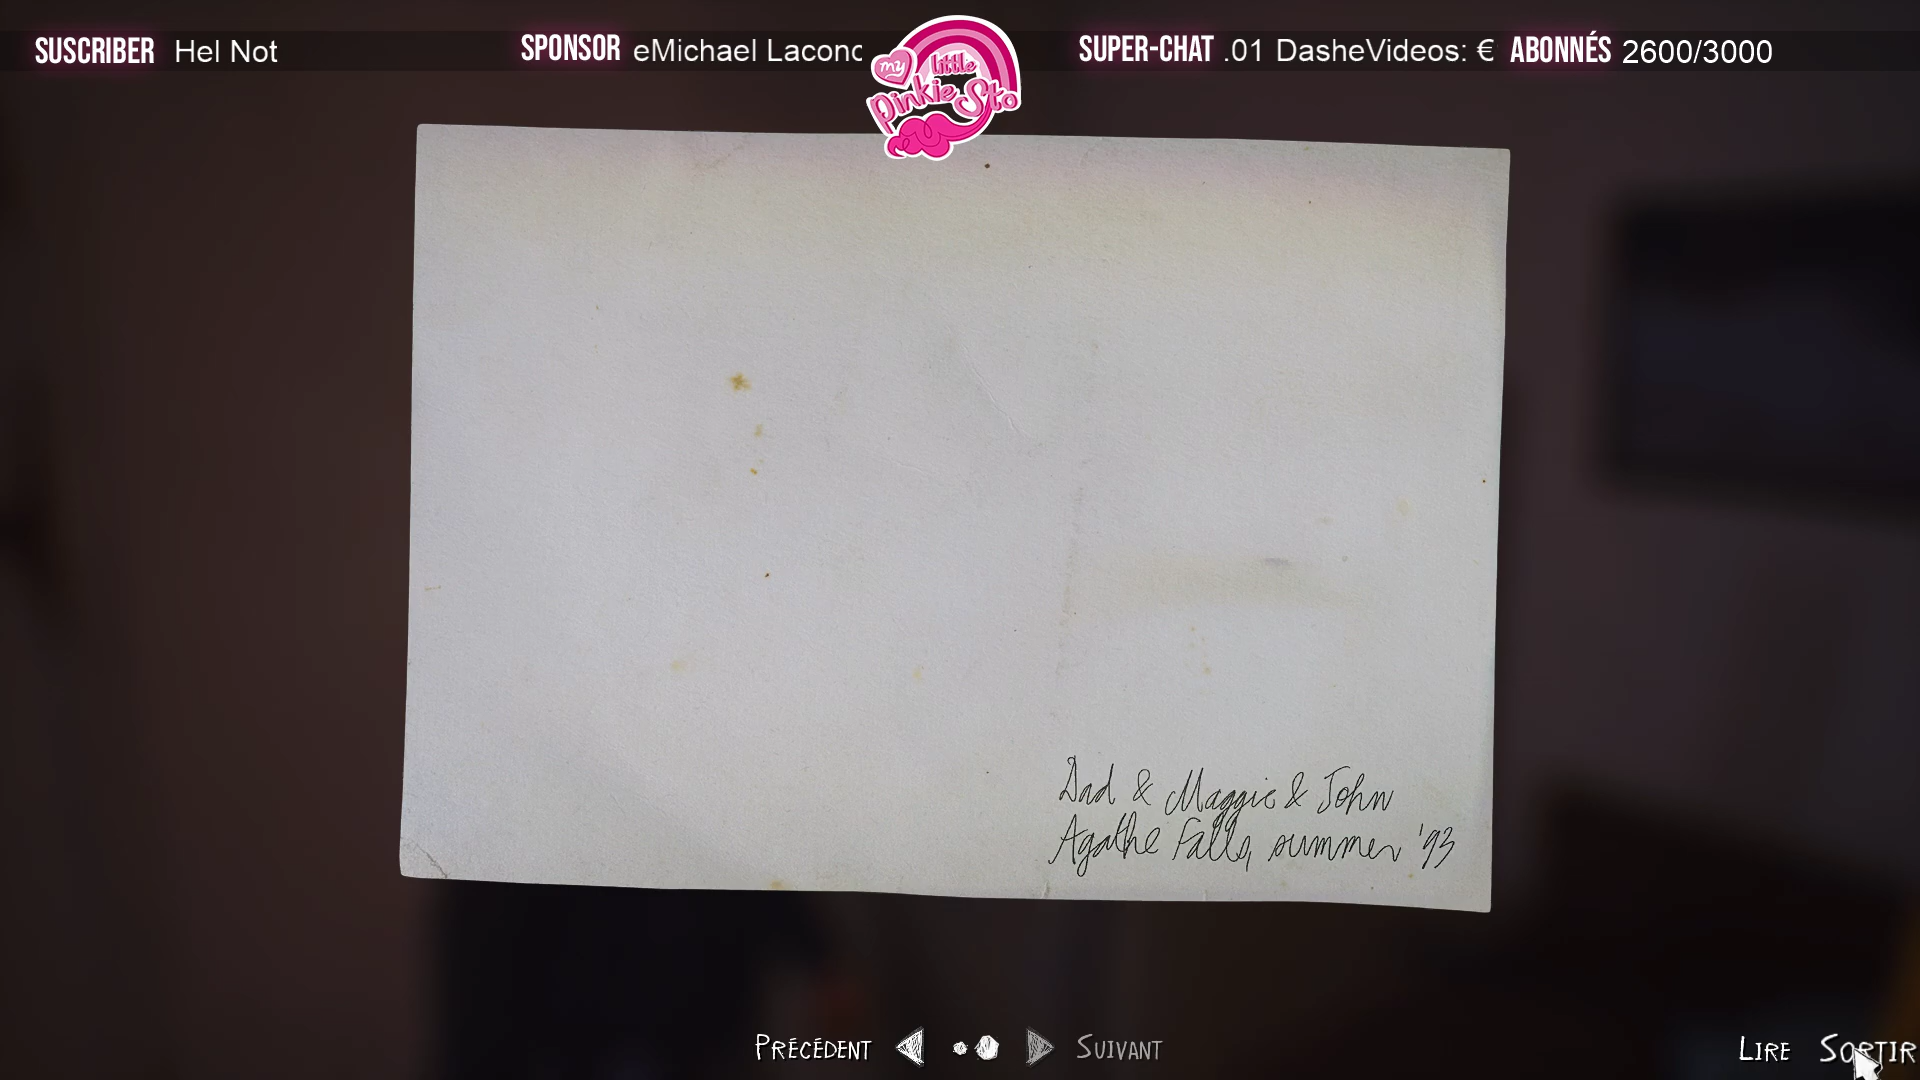 SUSCRIBER Hel Not SPONSOR eMichael Laconc SUPER-CHAT .01 DasheVideos: € ABONNÉS 2600/3000
my little
Pinkie Sto
Dad & Maggie & John
Agathe Falls, summer '93
PRÉCÉDENT SUIVANT LIRE SORTIR